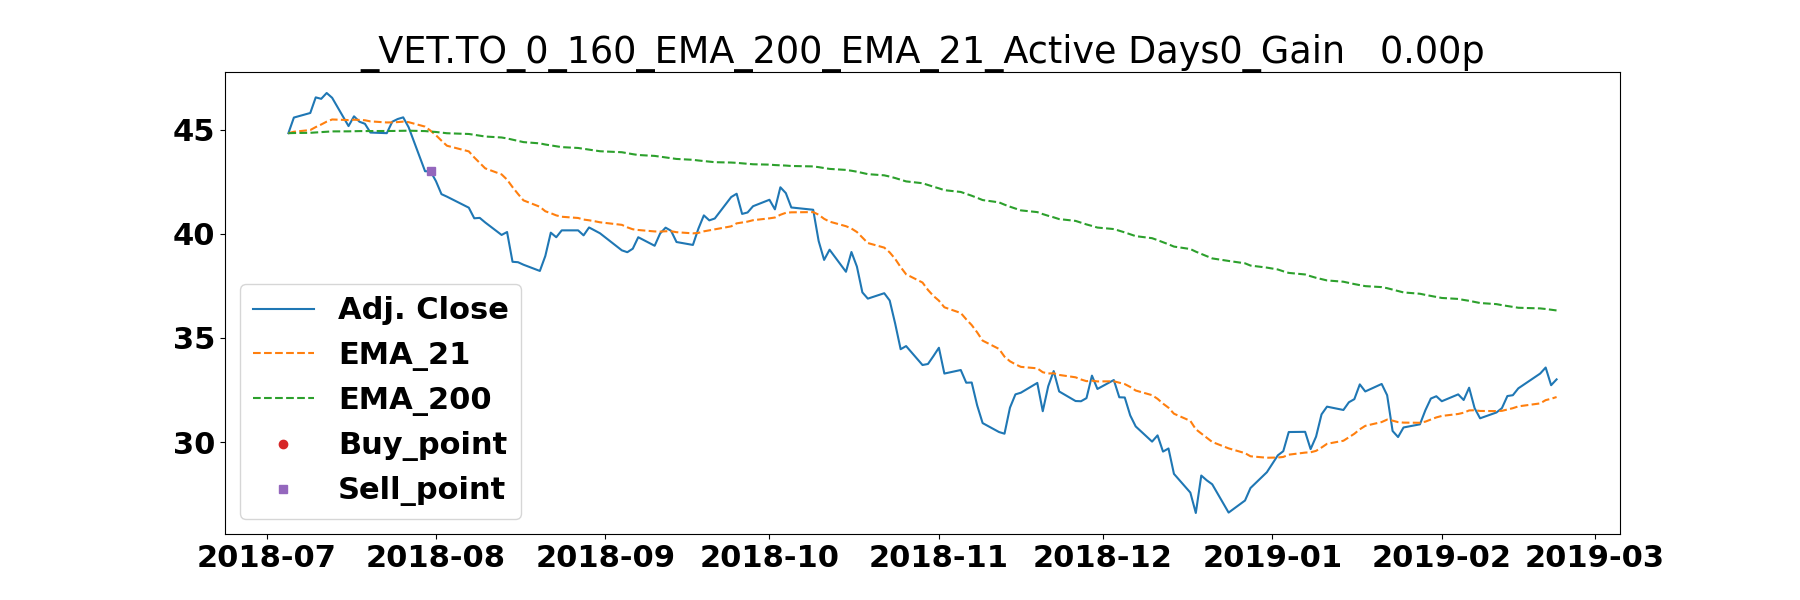 _VET.TO_0_160_EMA_200_EMA_21_Active Days0_Gain   0.00p
45
40
35
30
Adj. Close
EMA_21
EMA_200
Buy_point
Sell_point
2018-07 2018-08 2018-09 2018-10 2018-11 2018-12 2019-01 2019-02 2019-03